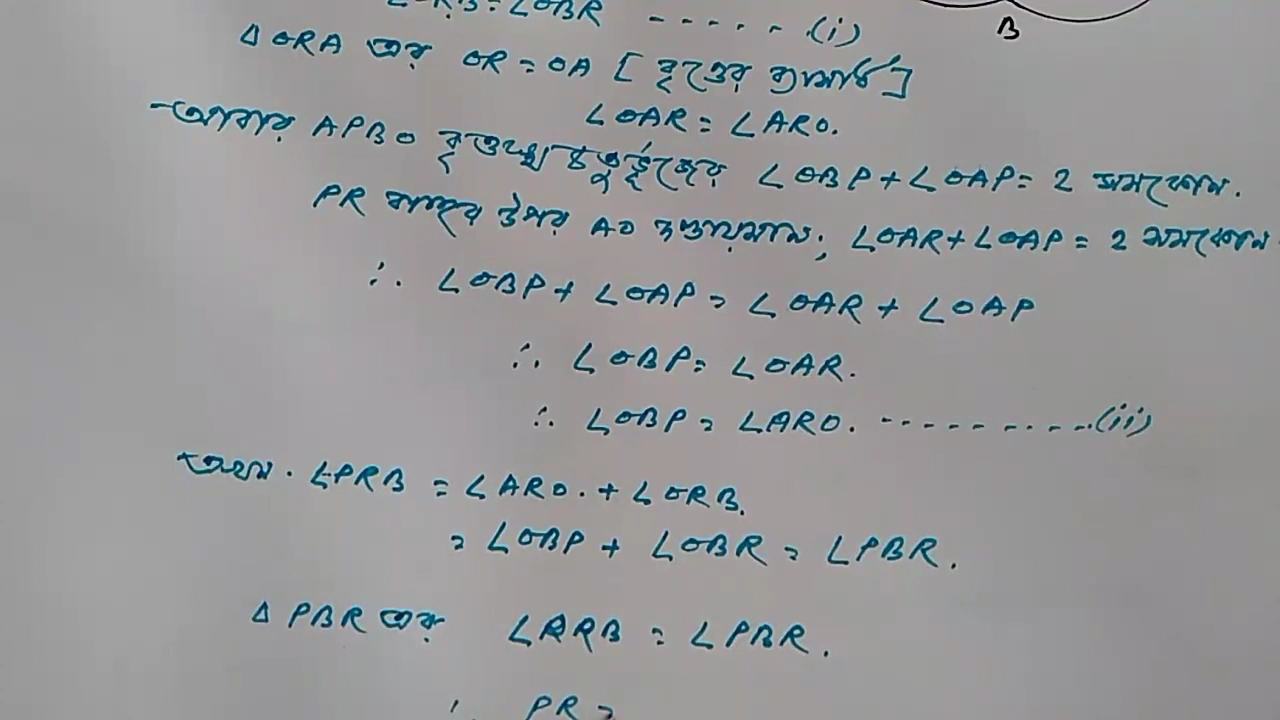 ∠ORB = ∠OBR ------ (i)
B
Δ ORA এর OR = OA [ বৃত্তের ব্যাসার্ধ ]
∠OAR = ∠ARO.
আবার APBO বৃত্তস্থ চতুর্ভূজের ∠OBP + ∠OAP = 2 সমকোণ.
PR বাহুর উপর AO দণ্ডায়মান; ∠OAR + ∠OAP = 2 সমকোণ.
∴ ∠OBP + ∠OAP = ∠OAR + ∠OAP
∴ ∠OBP = ∠OAR.
∴ ∠OBP = ∠ARO. ---------- (ii)
এখন. ∠PRB = ∠ARO. + ∠ORB.
= ∠OBP + ∠OBR = ∠PBR.
Δ PBR এর ∠PRB = ∠PBR.
∴ PR =